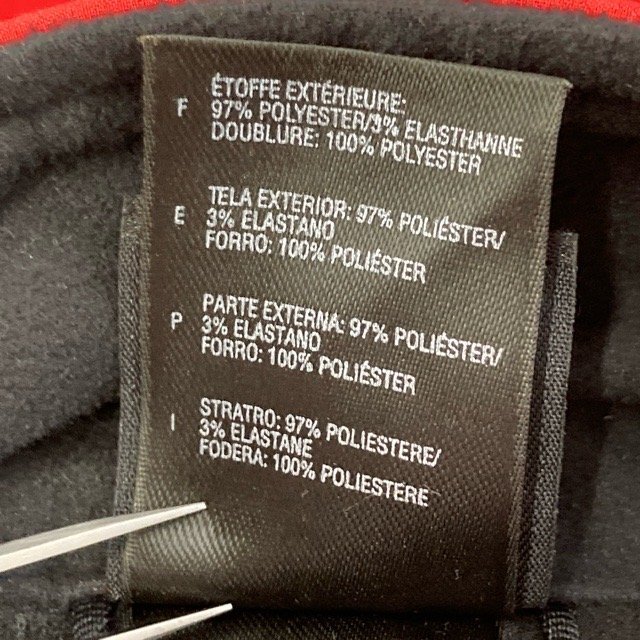 F ÉTOFFE EXTÉRIEURE:
97% POLYESTER/3% ELASTHANNE
DOUBLURE: 100% POLYESTER
E TELA EXTERIOR: 97% POLIÉSTER/
3% ELASTANO
FORRO: 100% POLIÉSTER
P PARTE EXTERNA: 97% POLIÉSTER/
3% ELASTANO
FORRO: 100% POLIÉSTER
I STRATRO: 97% POLIESTERE/
3% ELASTANE
FODERA: 100% POLIESTERE